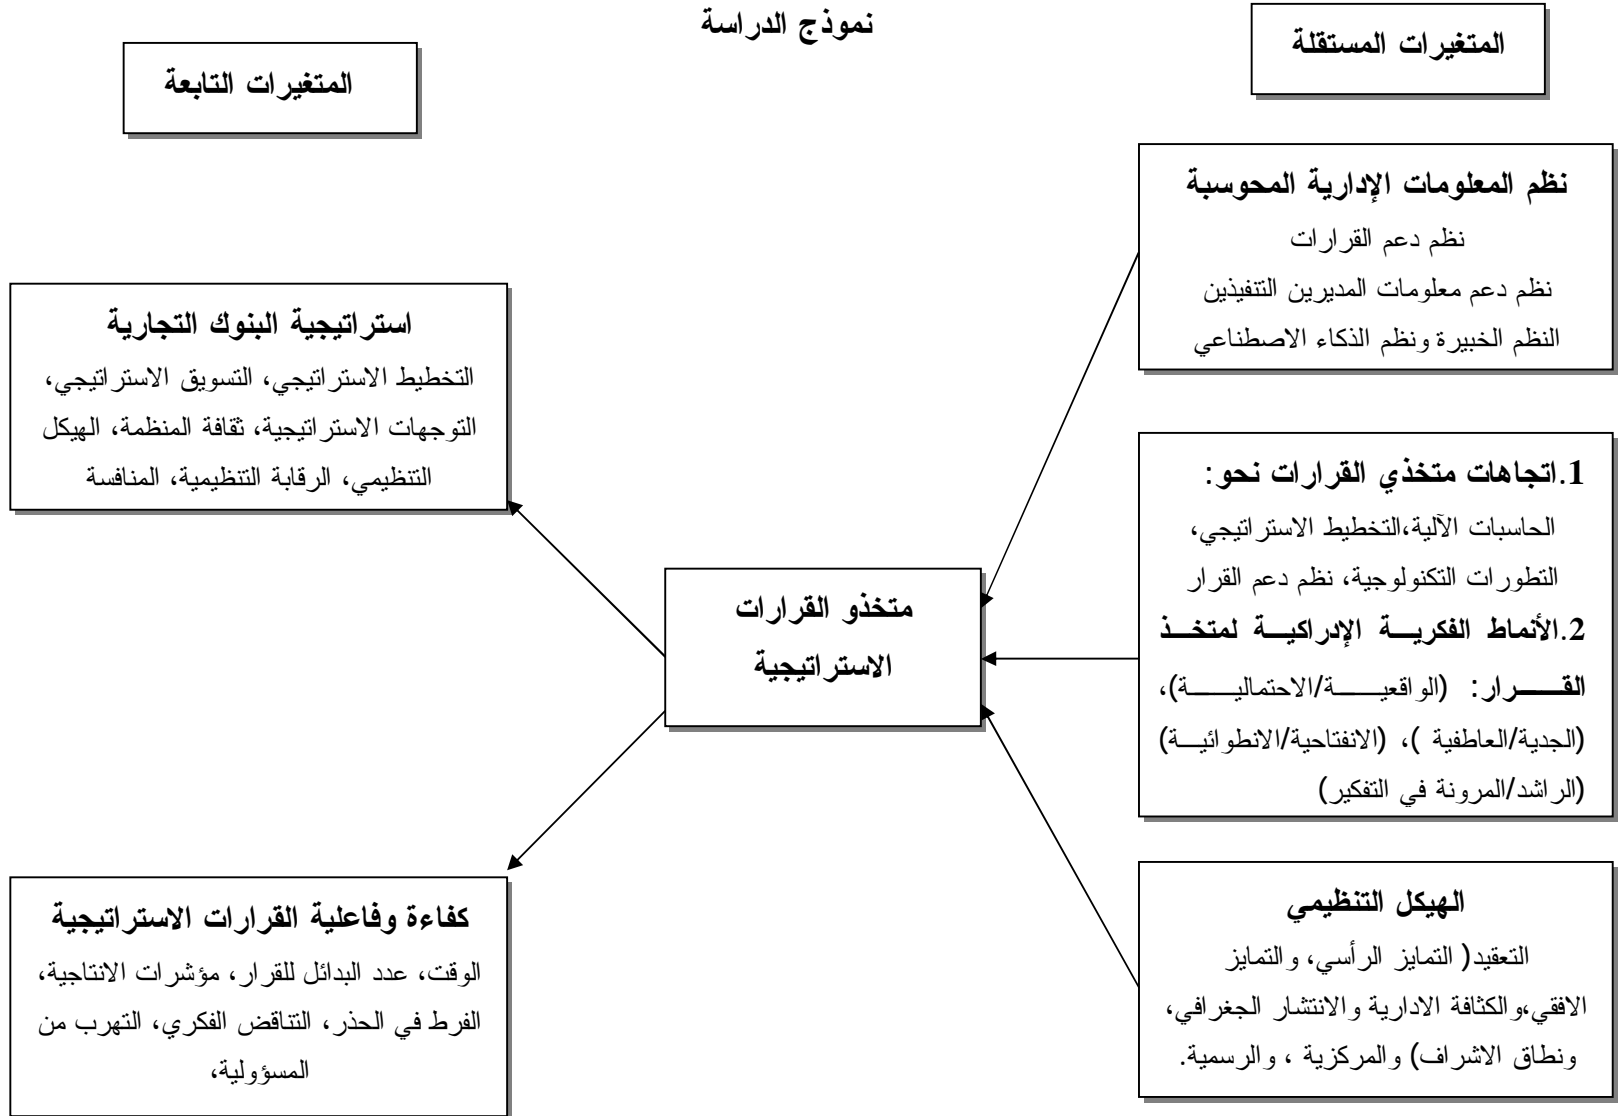 نموذج الدراسة
المتغيرات المستقلة
المتغيرات التابعة
نظم المعلومات الإدارية المحوسبة
نظم دعم القرارات
نظم دعم معلومات المديرين التنفيذين
النظم الخبيرة ونظم الذكاء الاصطناعي
1.اتجاهات متخذي القرارات نحو:
الحاسبات الآلية،التخطيط الاستراتيجي،
التطورات التكنولوجية، نظم دعم القرار
2.الأنماط الفكرية الإدراكية لمتخذ
القرار: (الواقعية/الاحتمالية)،
(الجدية/العاطفية )، (الانفتاحية/الانطوائية)
(الراشد/المرونة في التفكير)
الهيكل التنظيمي
التعقيد( التمايز الرأسي، والتمايز
الافقي،والكثافة الادارية والانتشار الجغرافي،
ونطاق الاشراف) والمركزية ، والرسمية.
متخذو القرارات
الاستراتيجية
استراتيجية البنوك التجارية
التخطيط الاستراتيجي، التسويق الاستراتيجي،
التوجهات الاستراتيجية، ثقافة المنظمة، الهيكل
التنظيمي، الرقابة التنظيمية، المنافسة
كفاءة وفاعلية القرارات الاستراتيجية
الوقت، عدد البدائل للقرار، مؤشرات الانتاجية،
الفرط في الحذر، التناقض الفكري، التهرب من
المسؤولية،